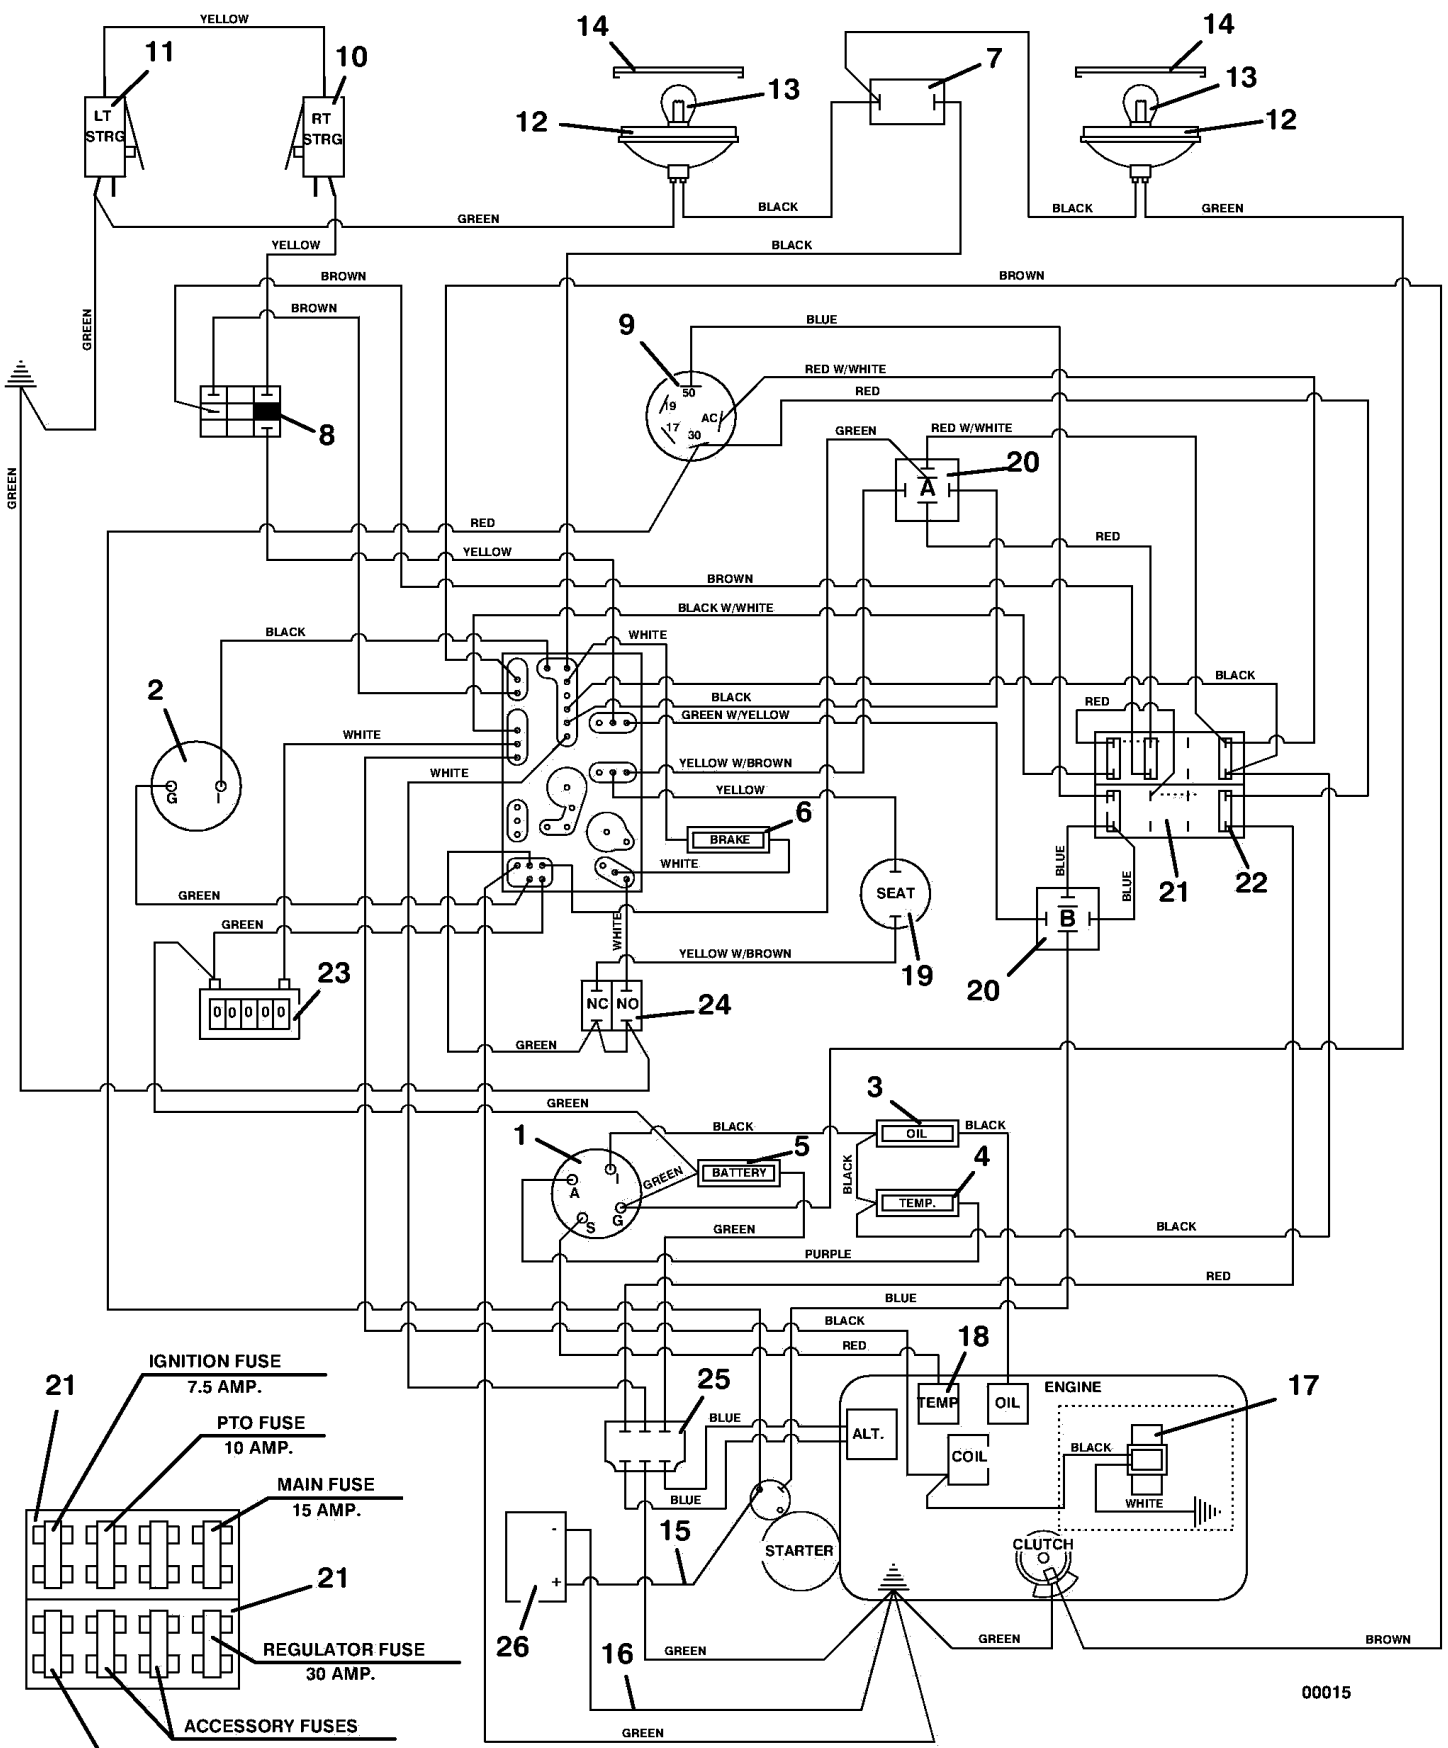 YELLOW
11
10
14
14
7
13
13
12
12
LT
STRG
RT
STRG
BLACK
BLACK
GREEN
GREEN
YELLOW
BLACK
BROWN
BROWN
BROWN
GREEN
9
BLUE
50
19
17
AC
30
RED W/WHITE
RED
8
GREEN
RED W/WHITE
20
A
GREEN
RED
YELLOW
RED
BROWN
BLACK W/WHITE
BLACK
WHITE
BLACK
BLACK
RED
GREEN W/YELLOW
2
WHITE
WHITE
YELLOW W/BROWN
YELLOW
G
I
6
BRAKE
WHITE
BLUE
BLUE
21
22
SEAT
B
GREEN
GREEN
WHITE
YELLOW W/BROWN
19
20
23
0 0 0 0 0
NC
NO
24
GREEN
3
GREEN
1
BLACK
OIL
BLACK
5
4
BATTERY
BLACK
GREEN
TEMP.
I
A
S
G
GREEN
BLACK
PURPLE
RED
BLUE
BLACK
RED
18
IGNITION FUSE
7.5 AMP.
21
25
TEMP
OIL
ENGINE
17
PTO FUSE
10 AMP.
BLUE
ALT.
COIL
BLACK
MAIN FUSE
15 AMP.
BLUE
WHITE
15
-
+
STARTER
CLUTCH
21
26
16
REGULATOR FUSE
30 AMP.
GREEN
GREEN
BROWN
00015
ACCESSORY FUSES
GREEN